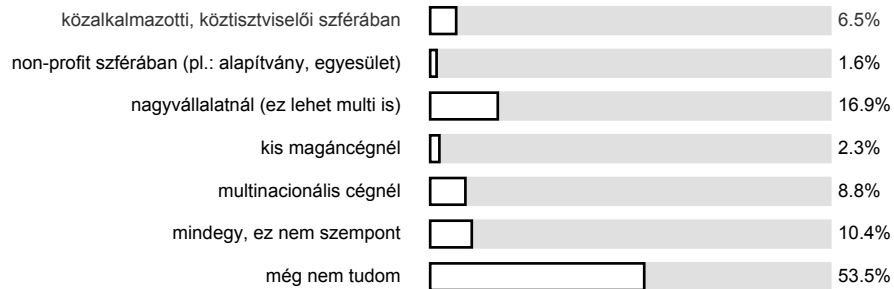 közalkalmazotti, köztisztviselői szférában 6.5%
non-profit szférában (pl.: alapítvány, egyesület) 1.6%
nagyvállalatnál (ez lehet multi is) 16.9%
kis magáncégnél 2.3%
multinacionális cégnél 8.8%
mindegy, ez nem szempont 10.4%
még nem tudom 53.5%